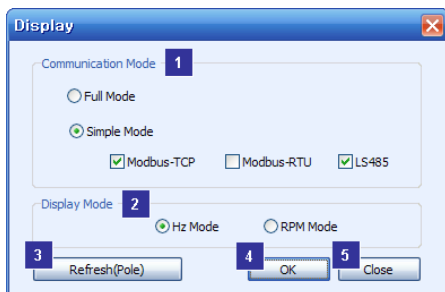 Display
Communication Mode 1
Full Mode
Simple Mode
Modbus-TCP Modbus-RTU LS485
Display Mode 2
Hz Mode RPM Mode
3 4 5
Refresh(Pole) OK Close